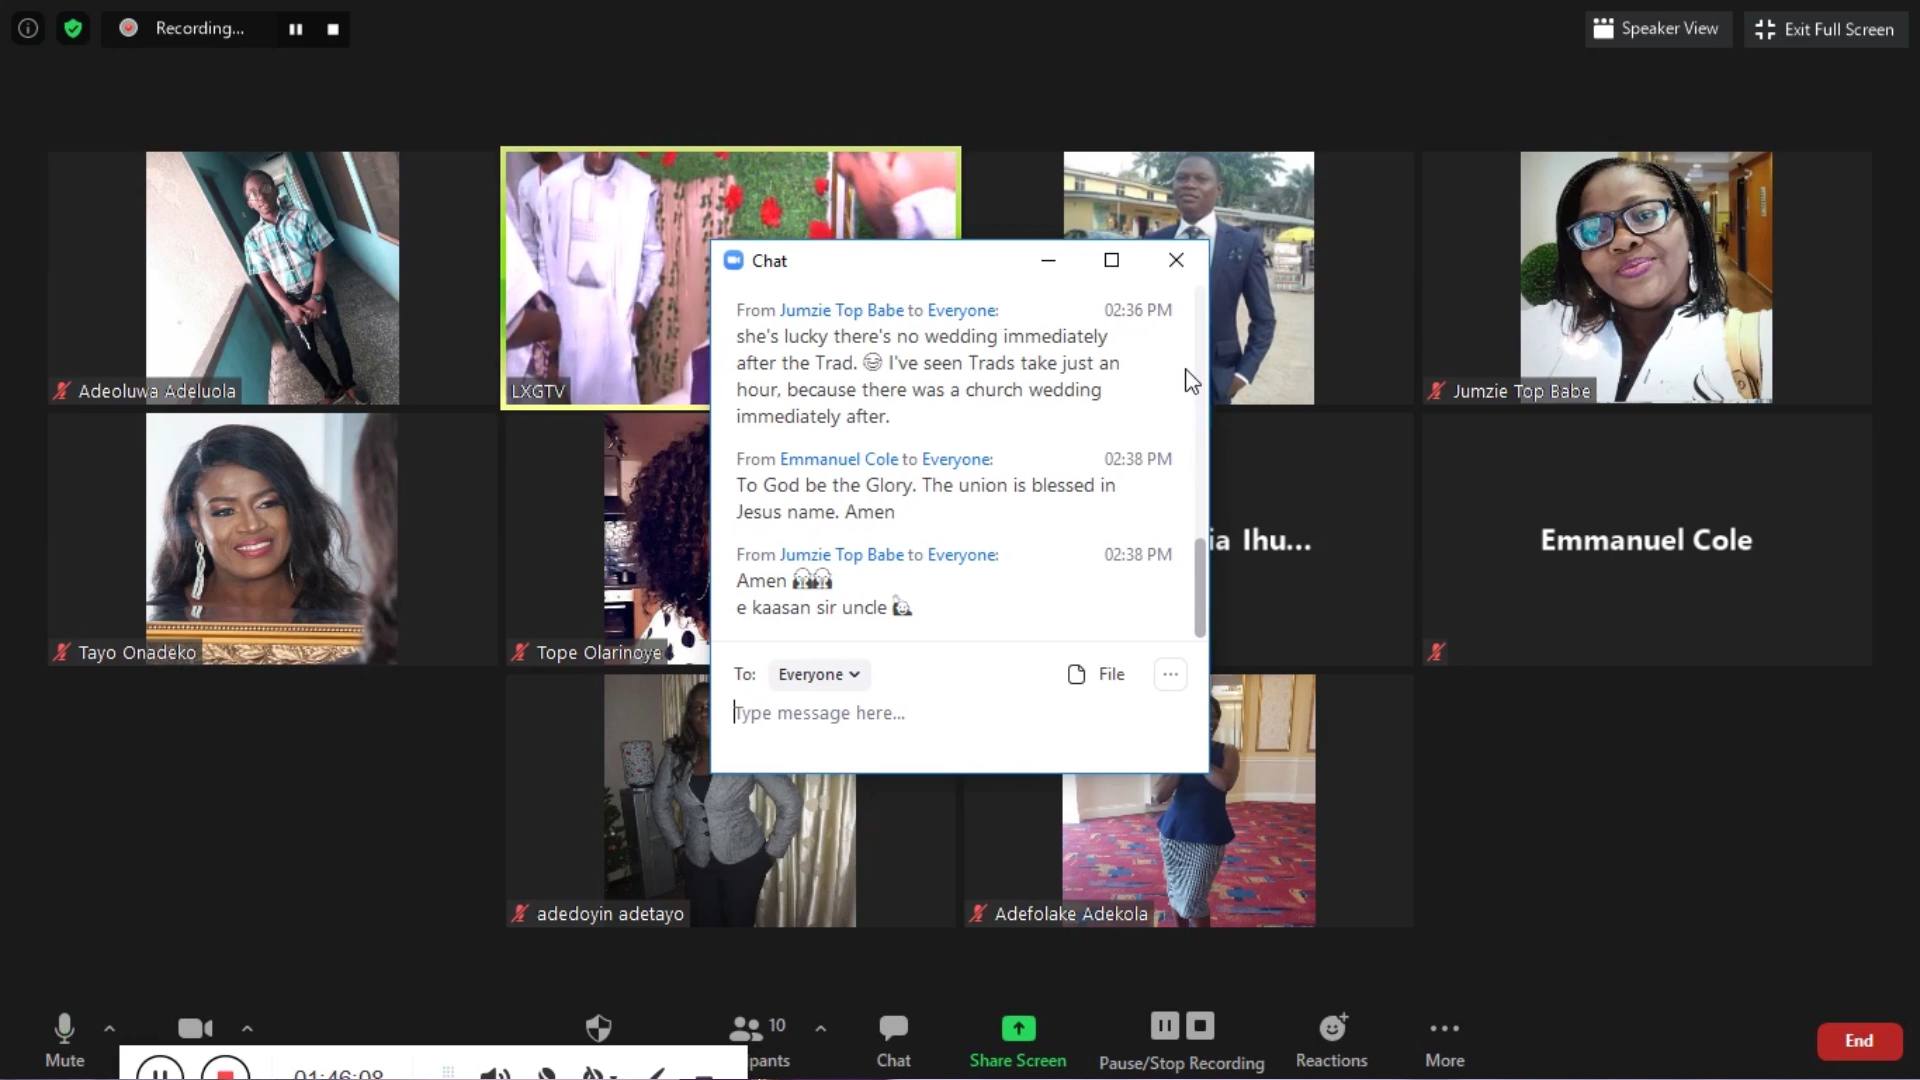 Recording...
Speaker View
Exit Full Screen
Adeoluwa Adeluola
LXGTV
Jumzie Top Babe
Chat
From Jumzie Top Babe to Everyone: 02:36 PM
she's lucky there's no wedding immediately
after the Trad. 😅 I've seen Trads take just an
hour, because there was a church wedding
immediately after.
From Emmanuel Cole to Everyone: 02:38 PM
To God be the Glory. The union is blessed in
Jesus name. Amen
From Jumzie Top Babe to Everyone: 02:38 PM
Amen
e kaasan sir uncle
To: Everyone
File
Type message here...
Tayo Onadeko
Tope Olarinoye
ia Ihu...
Emmanuel Cole
adedoyin adetayo
Adefolake Adekola
Mute
10
pants
Chat
Share Screen
Pause/Stop Recording
Reactions
More
End
01:46:08